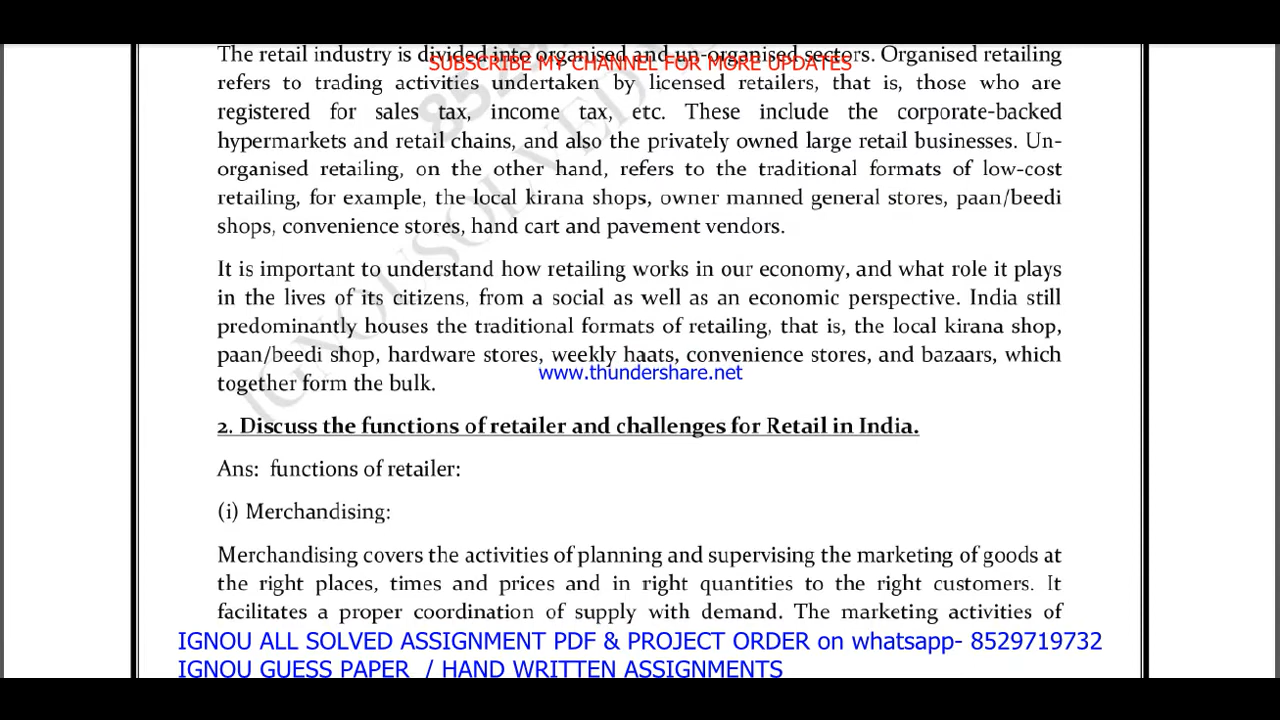 The retail industry is divided into organised and un-organised sectors. Organised retailing
SUBSCRIBE MY CHANNEL FOR MORE UPDATES
refers to trading activities undertaken by licensed retailers, that is, those who are
registered for sales tax, income tax, etc. These include the corporate-backed
hypermarkets and retail chains, and also the privately owned large retail businesses. Un-
organised retailing, on the other hand, refers to the traditional formats of low-cost
retailing, for example, the local kirana shops, owner manned general stores, paan/beedi
shops, convenience stores, hand cart and pavement vendors.
It is important to understand how retailing works in our economy, and what role it plays
in the lives of its citizens, from a social as well as an economic perspective. India still
predominantly houses the traditional formats of retailing, that is, the local kirana shop,
paan/beedi shop, hardware stores, weekly haats, convenience stores, and bazaars, which
www.thundershare.net
together form the bulk.
2. Discuss the functions of retailer and challenges for Retail in India.
Ans: functions of retailer:
(i) Merchandising:
Merchandising covers the activities of planning and supervising the marketing of goods at
the right places, times and prices and in right quantities to the right customers. It
facilitates a proper coordination of supply with demand. The marketing activities of
IGNOU ALL SOLVED ASSIGNMENT PDF & PROJECT ORDER on whatsapp- 8529719732
IGNOU GUESS PAPER / HAND WRITTEN ASSIGNMENTS